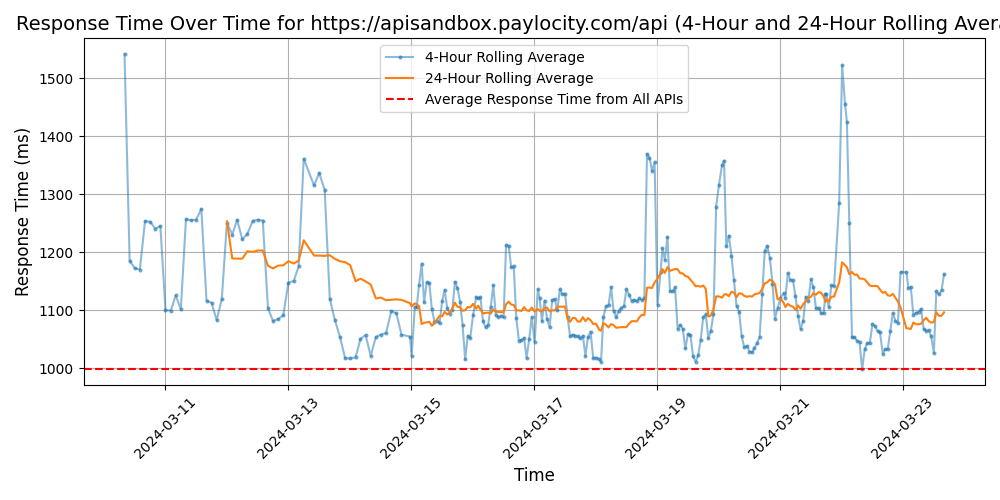 Response Time Over Time for https://apisandbox.paylocity.com/api (4-Hour and 24-Hour Rolling Avera
4-Hour Rolling Average
24-Hour Rolling Average
Average Response Time from All APIs
Response Time (ms)
1500
1400
1300
1200
1100
1000
2024-03-11
2024-03-13
2024-03-15
2024-03-17
2024-03-19
2024-03-21
2024-03-23
Time